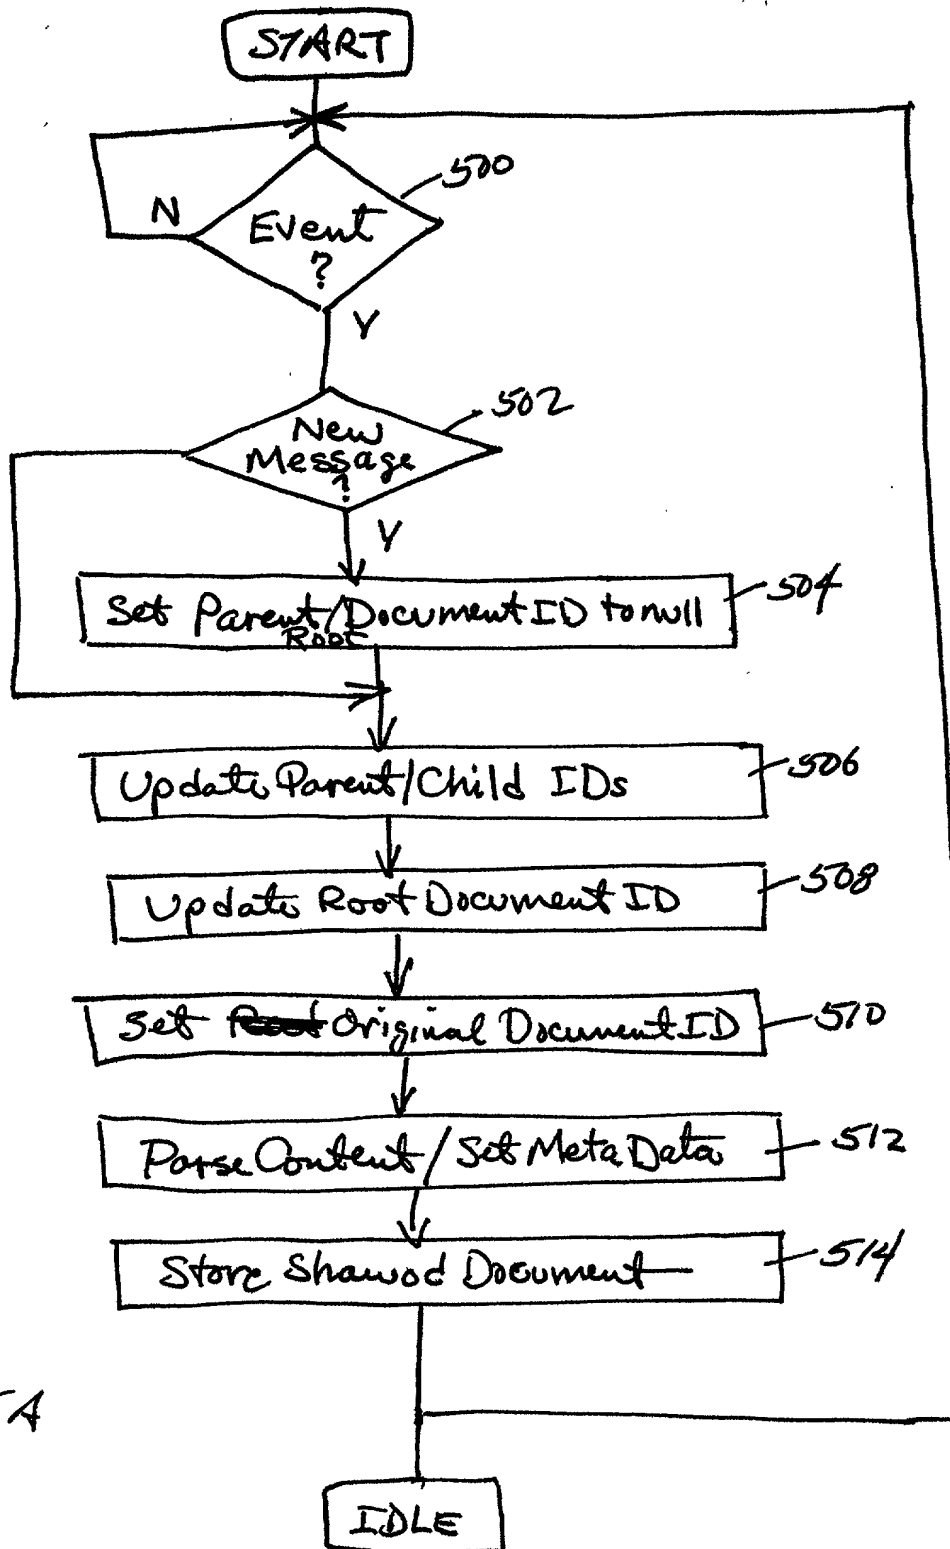 START
500
N
Event
?
Y
502
New
Message
?
Y
504
Set Parent/Document ID to null
Root
506
Update Parent/Child IDs
508
Update Root Document ID
510
Set Original Document ID
512
Parse Content/Set Meta Data
514
Store Shawod Document
A
IDLE